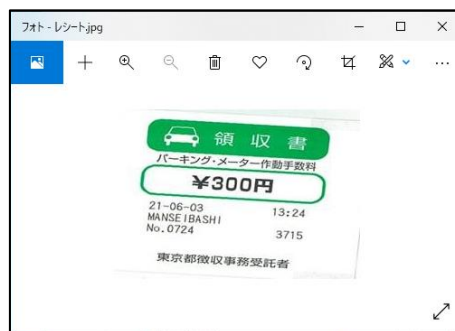 フォト - レシート.jpg
領収書
パーキング・メーター作動手数料
¥300円
21-06-03 13:24
MANSEIBASHI
No.0724 3715
東京都徴収事務受託者